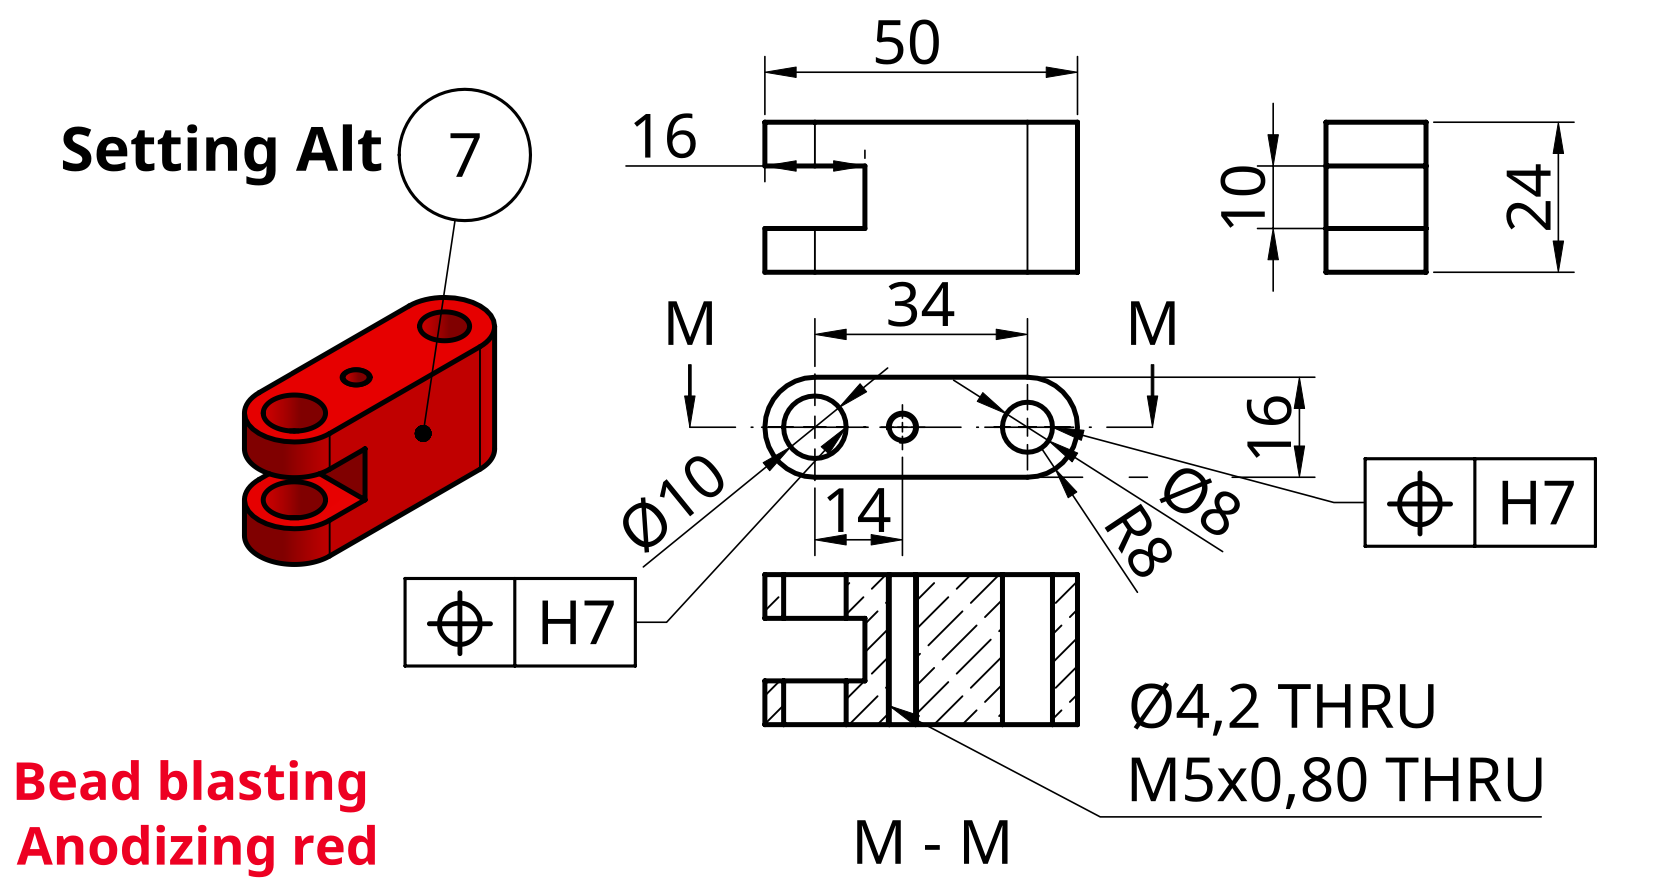 50
Setting Alt 7
16
10
24
34
M M
16
Ø10
14
Ø8
R8
H7
H7
Ø4,2 THRU
M5x0,80 THRU
M - M
Bead blasting
Anodizing red